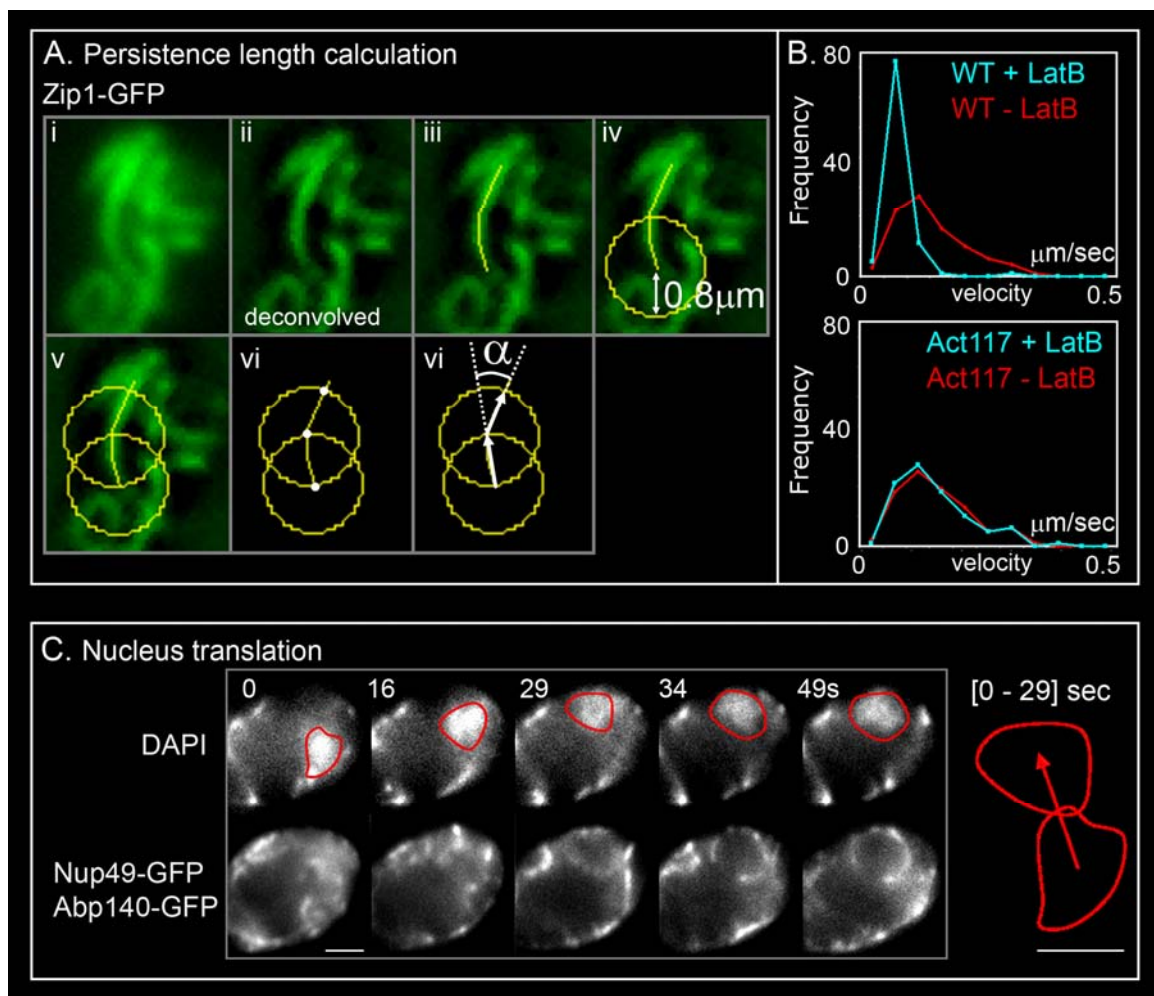 A. Persistence length calculation
Zip1-GFP
i
ii
iii
iv
deconvolved
0.8μm
v
vi
vi
α
B.
80
WT + LatB
WT - LatB
Frequency
40
μm/sec
0
0
velocity
0.5
80
Act117 + LatB
Act117 - LatB
Frequency
40
μm/sec
0
0
velocity
0.5
C. Nucleus translation
0
16
29
34
49s
[0 - 29] sec
DAPI
Nup49-GFP
Abp140-GFP